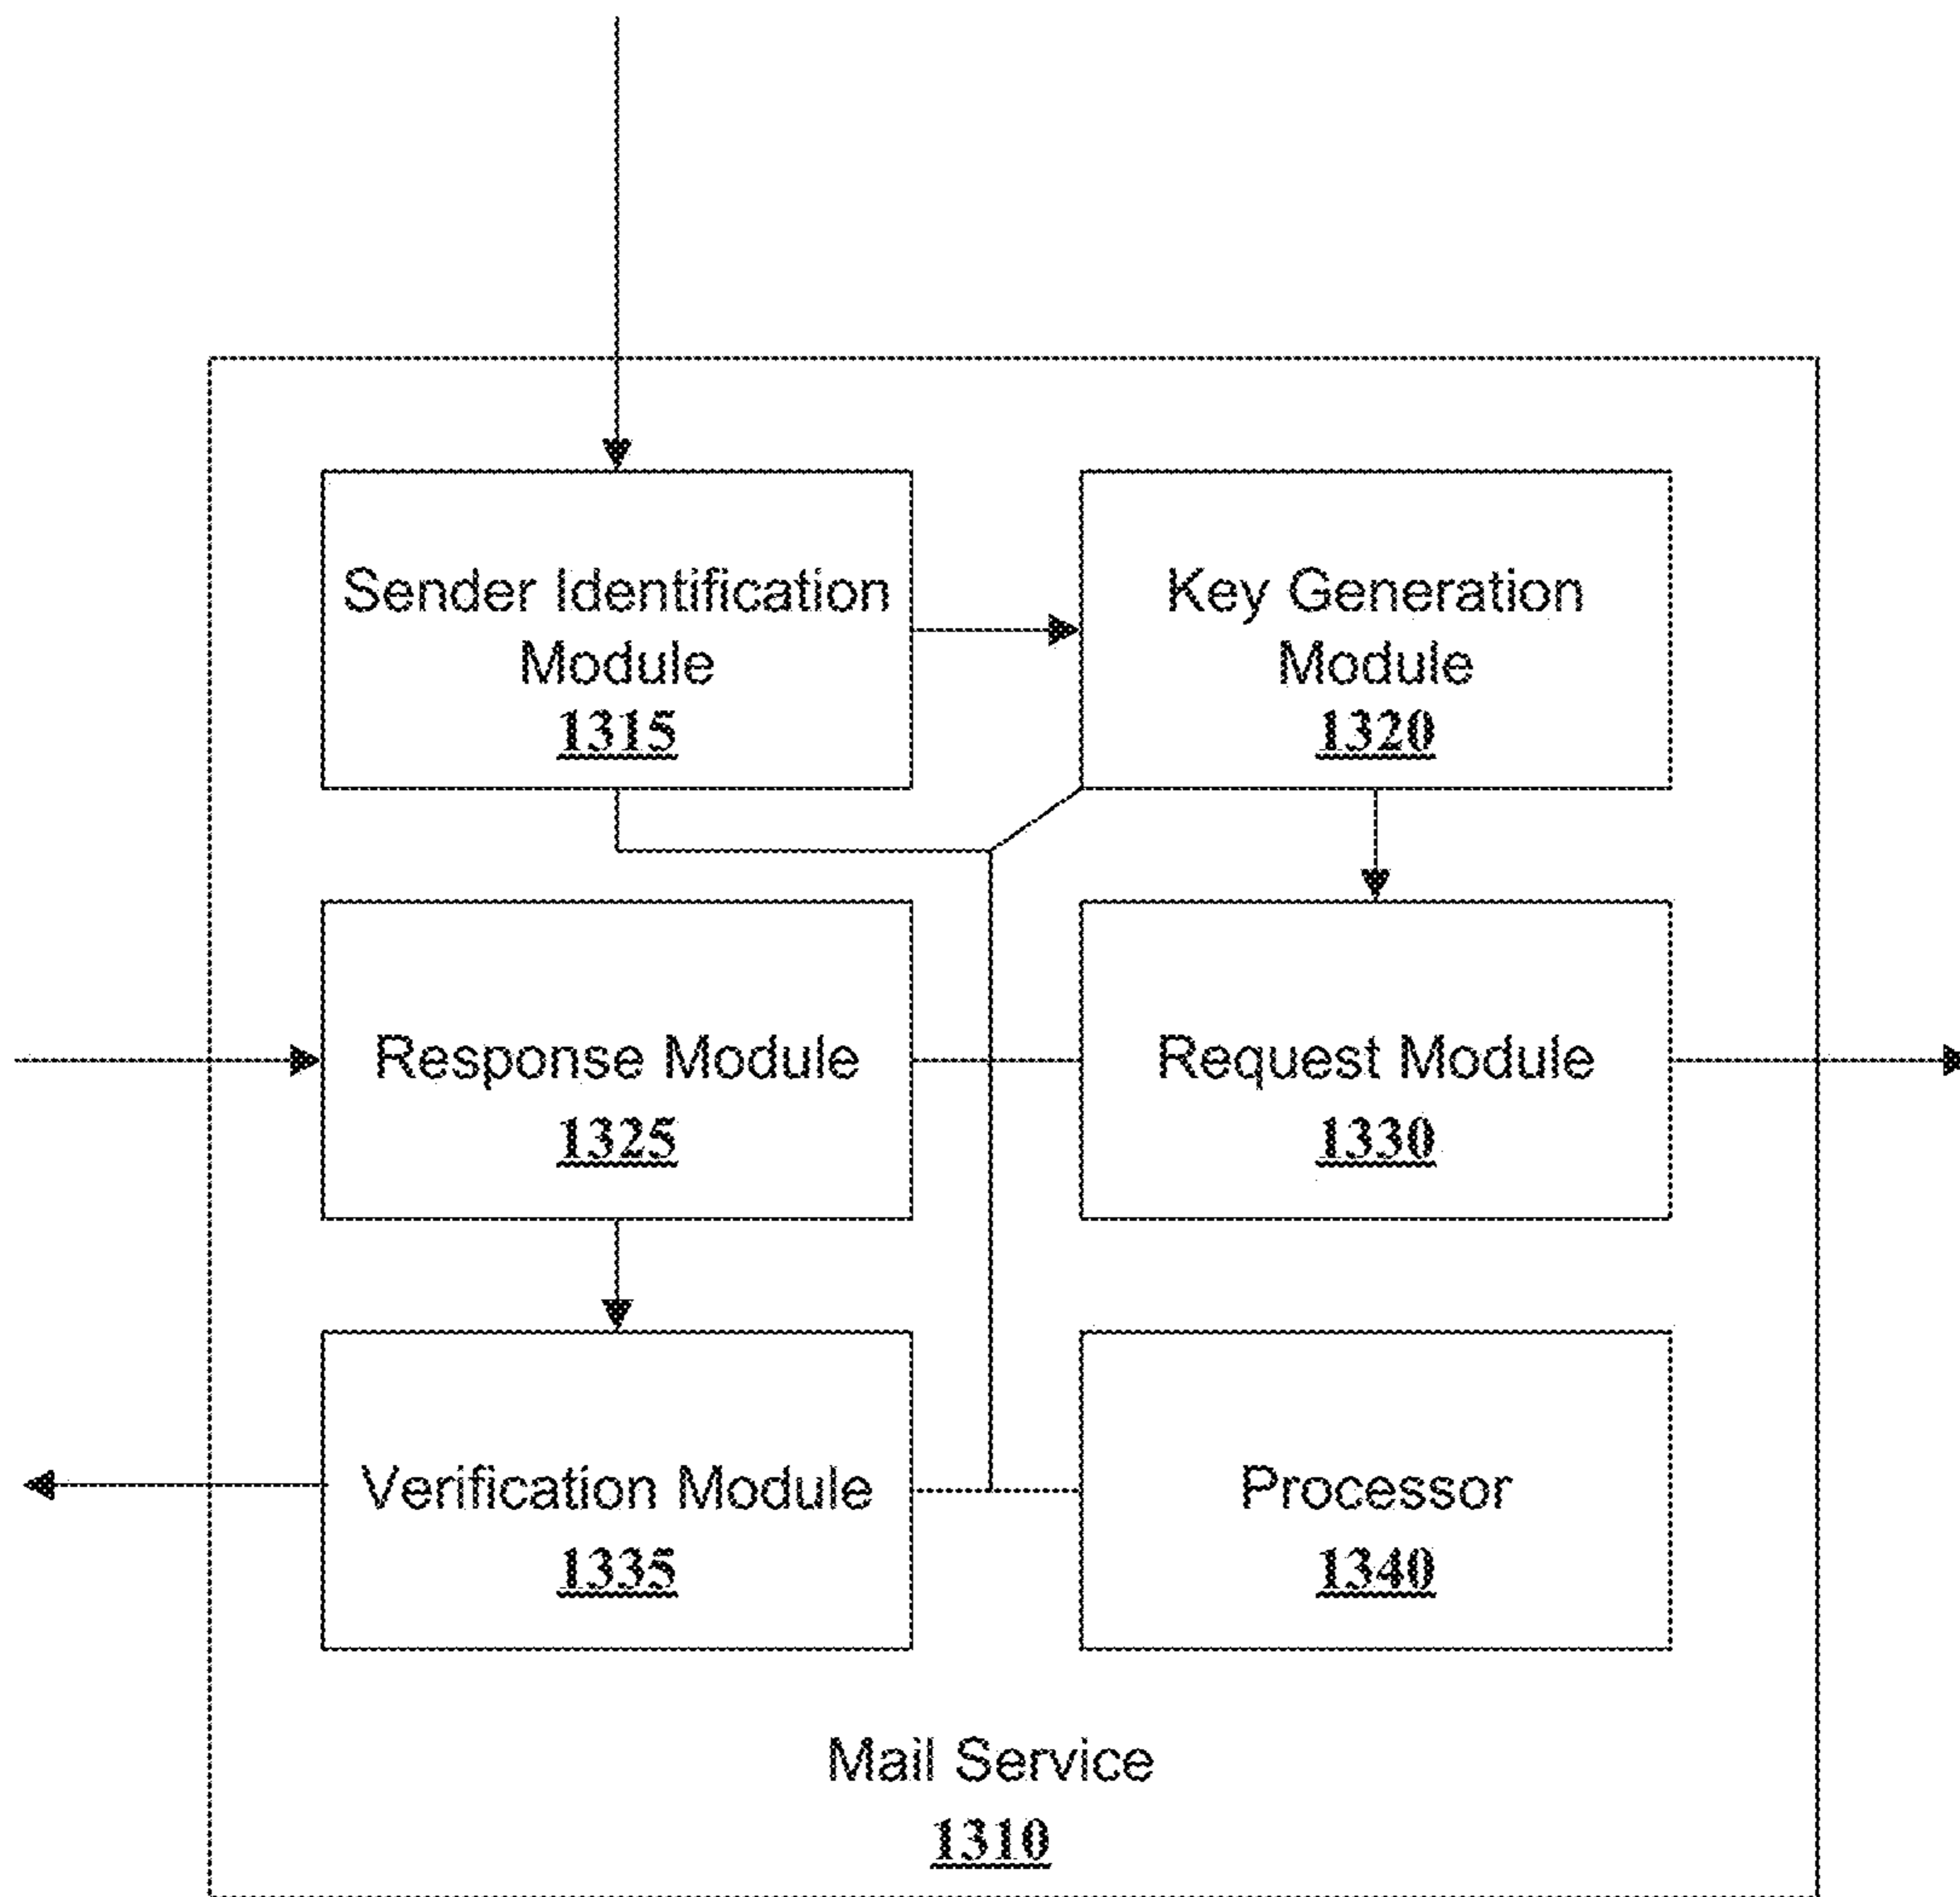 Sender Identification
Module
1315
Key Generation
Module
1320
Response Module
1325
Request Module
1330
Verification Module
1335
Processor
1340
Mail Service
1310